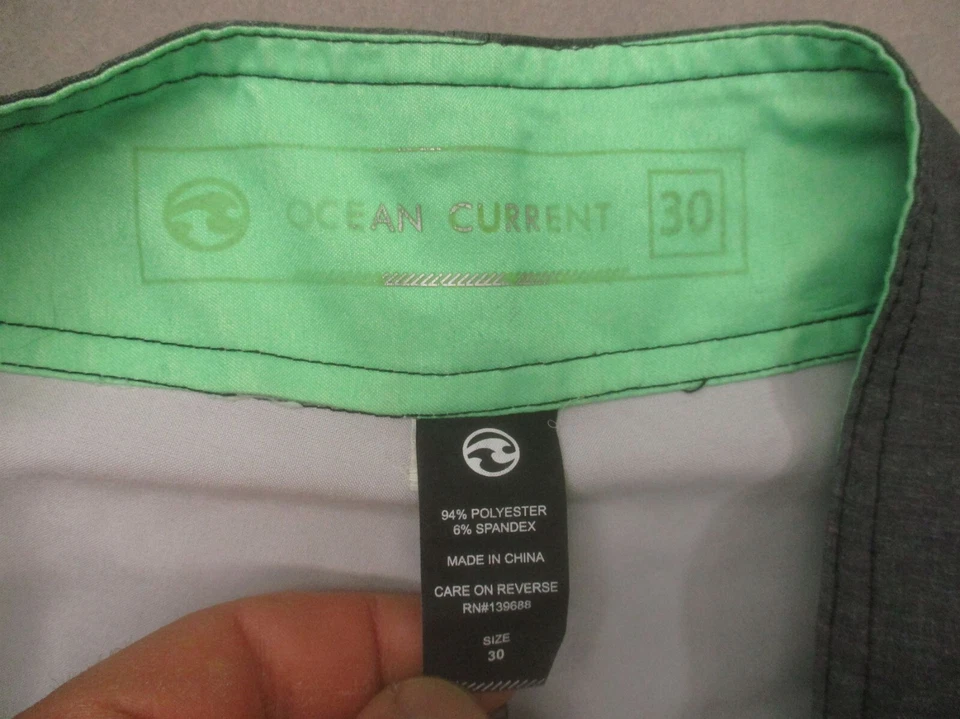 OCEAN CURRENT 30
94% POLYESTER
6% SPANDEX
MADE IN CHINA
CARE ON REVERSE
RN#139688
SIZE
30